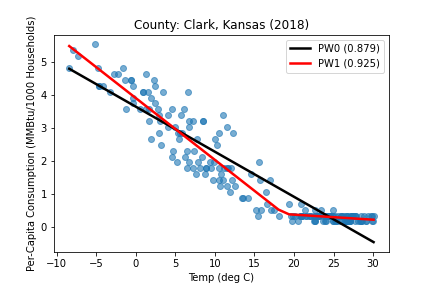 County: Clark, Kansas (2018)
PW0 (0.879)
PW1 (0.925)
Per-Capita Consumption (MMBtu/1000 Households)
5
4
3
2
1
0
−10 −5 0 5 10 15 20 25 30
Temp (deg C)